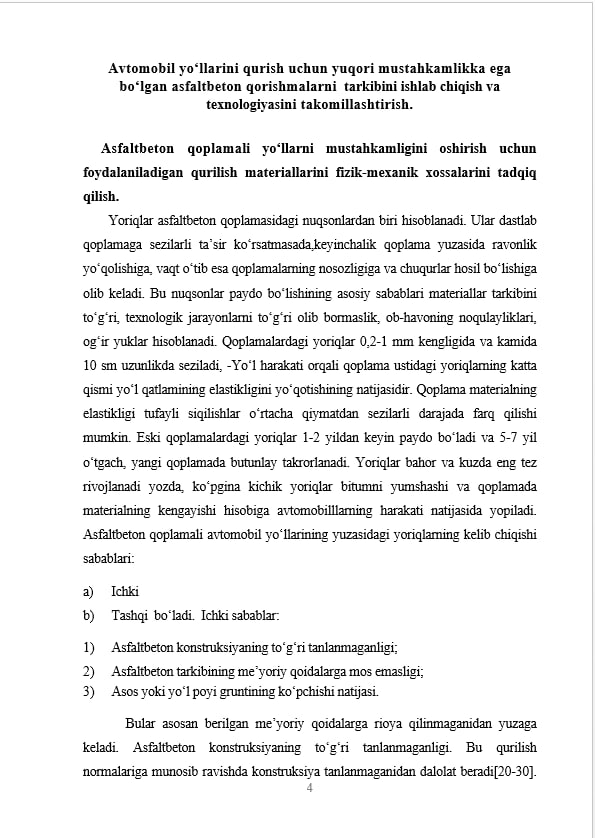 Avtomobil yo‘llarini qurish uchun yuqori mustahkamlikka ega
bo‘lgan asfaltbeton qorishmalarni tarkibini ishlab chiqish va
texnologiyasini takomillashtirish.
Asfaltbeton qoplamali yo‘llarni mustahkamligini oshirish uchun
foydalaniladigan qurilish materiallarini fizik-mexanik xossalarini tadqiq
qilish.
Yoriqlar asfaltbeton qoplamasidagi nuqsonlardan biri hisoblanadi. Ular dastlab
qoplamaga sezilarli ta’sir ko‘rsatmasada,keyinchalik qoplama yuzasida ravonlik
yo‘qolishiga, vaqt o‘tib esa qoplamalarning nosozligiga va chuqurlar hosil bo‘lishiga
olib keladi. Bu nuqsonlar paydo bo‘lishining asosiy sabablari materiallar tarkibini
to‘g‘ri, texnologik jarayonlarni to‘g‘ri olib bormaslik, ob-havoning noqulayliklari,
og‘ir yuklar hisoblanadi. Qoplamalardagi yoriqlar 0,2-1 mm kengligida va kamida
10 sm uzunlikda seziladi, -Yo‘l harakati orqali qoplama ustidagi yoriqlarning katta
qismi yo‘l qatlamining elastikligini yo‘qotishining natijasidir. Qoplama materialning
elastikligi tufayli siqilishlar o‘rtacha qiymatdan sezilarli darajada farq qilishi
mumkin. Eski qoplamalardagi yoriqlar 1-2 yildan keyin paydo bo‘ladi va 5-7 yil
o‘tgach, yangi qoplamada butunlay takrorlanadi. Yoriqlar bahor va kuzda eng tez
rivojlanadi yozda, ko‘pgina kichik yoriqlar bitumni yumshashi va qoplamada
materialning kengayishi hisobiga avtomobilllarning harakati natijasida yopiladi.
Asfaltbeton qoplamali avtomobil yo‘llarining yuzasidagi yoriqlarning kelib chiqishi
sabablari:
a) Ichki
b) Tashqi bo‘ladi. Ichki sabablar:
1) Asfaltbeton konstruksiyaning to‘g‘ri tanlanmaganligi;
2) Asfaltbeton tarkibining me’yoriy qoidalarga mos emasligi;
3) Asos yoki yo‘l poyi gruntining ko‘pchishi natijasi.
Bular asosan berilgan me’yoriy qoidalarga rioya qilinmaganidan yuzaga
keladi. Asfaltbeton konstruksiyaning to‘g‘ri tanlanmaganligi. Bu qurilish
normalariga munosib ravishda konstruksiya tanlanmaganidan dalolat beradi[20-30].
4